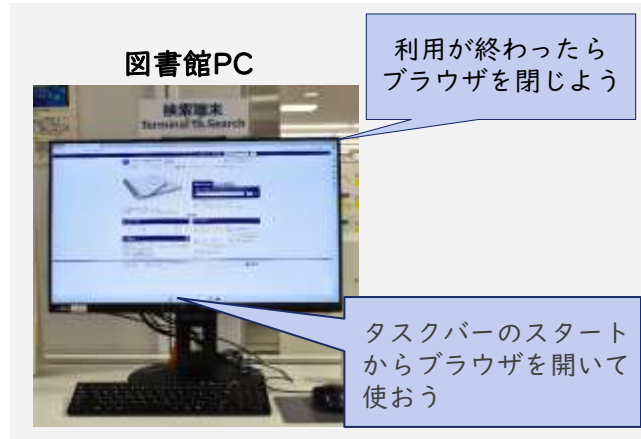 図書館PC
利用が終わったら
ブラウザを閉じよう
検索端末
Terminal To Search
タスクバーのスタート
からブラウザを開いて
使おう